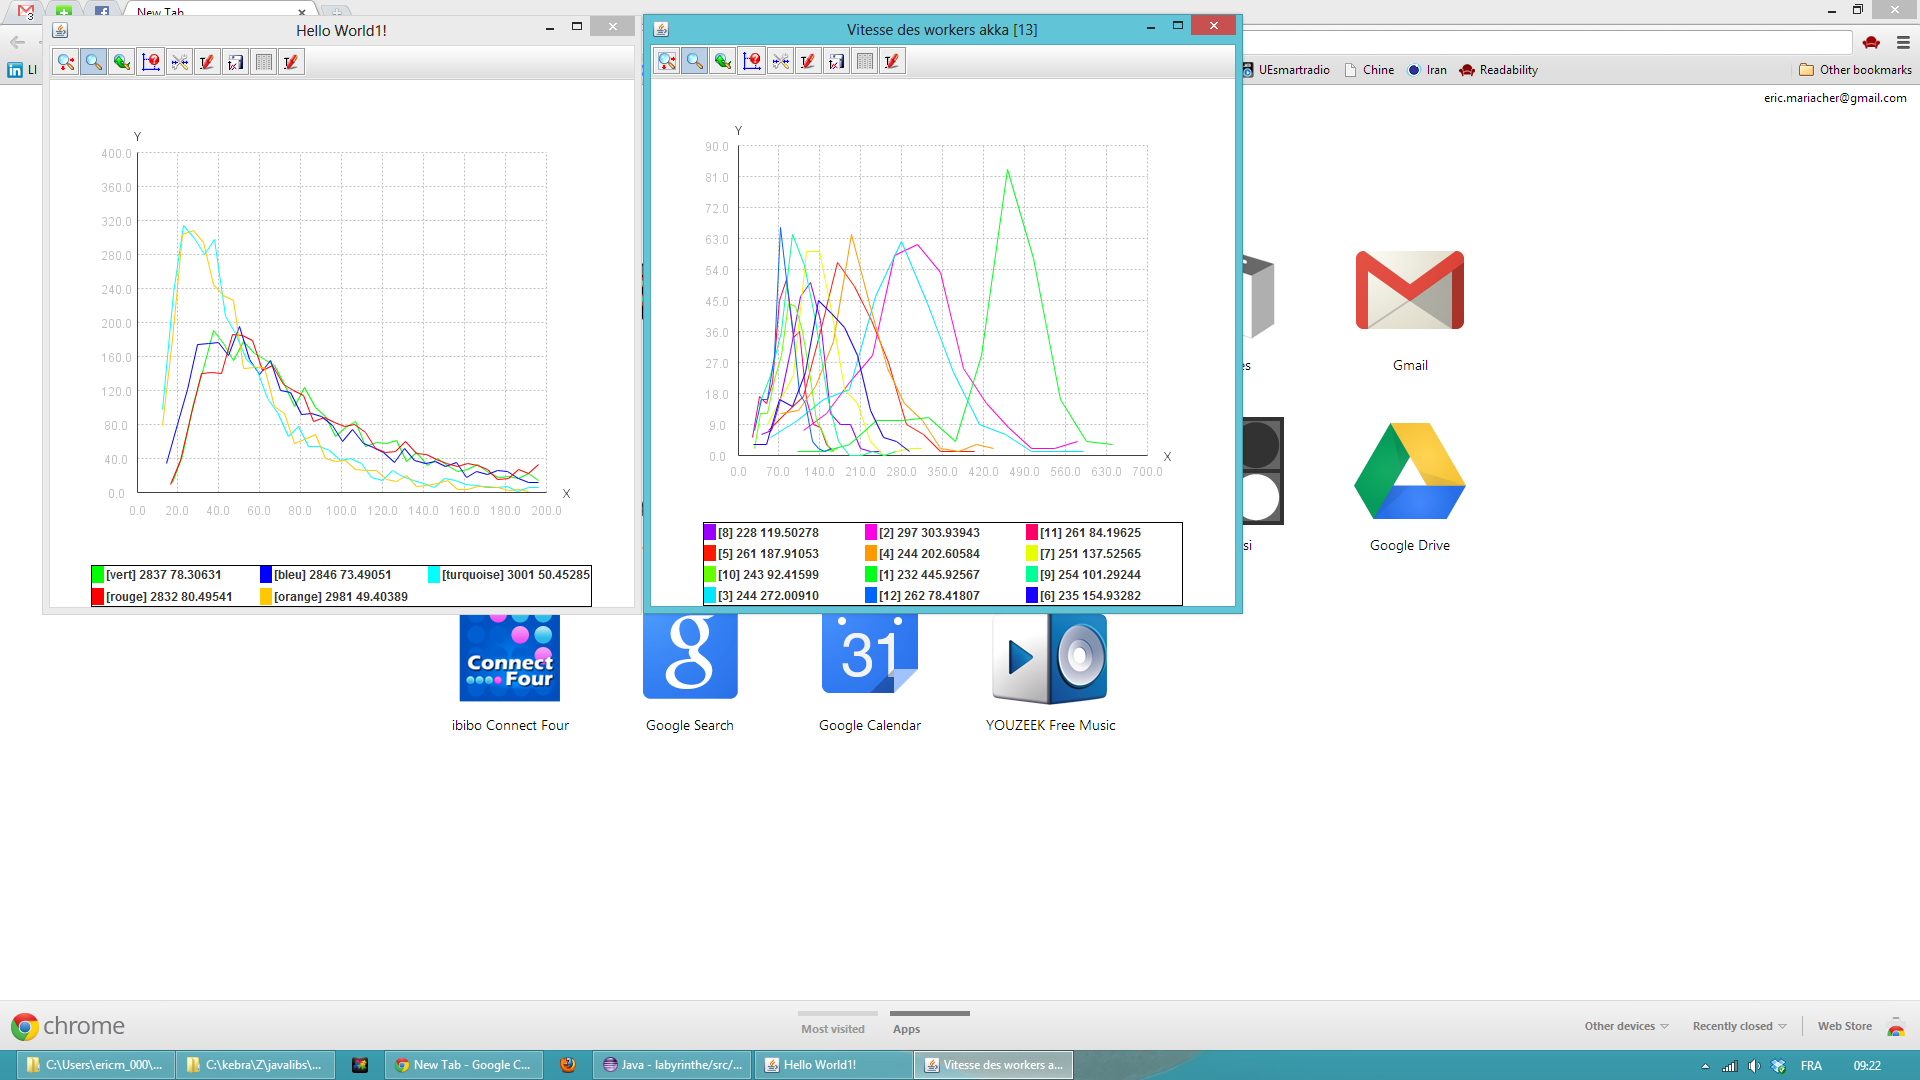 3
New Tab
Hello World1!
Vitesse des workers akka [13]
LI
UEsmartradio
Chine
Iran
Readability
Other bookmarks
eric.mariacher@gmail.com
Y
400.0
360.0
320.0
280.0
240.0
200.0
160.0
120.0
80.0
40.0
0.0
0.0 20.0 40.0 60.0 80.0 100.0 120.0 140.0 160.0 180.0 200.0
X
[vert] 2837 78.30631 [bleu] 2846 73.49051 [turquoise] 3001 50.45285
[rouge] 2832 80.49541 [orange] 2981 49.40389
Y
90.0
81.0
72.0
63.0
54.0
45.0
36.0
27.0
18.0
9.0
0.0
0.0 70.0 140.0 210.0 280.0 350.0 420.0 490.0 560.0 630.0 700.0
X
[8] 228 119.50278 [2] 297 303.93943 [11] 261 84.19625
[5] 261 187.91053 [4] 244 202.60584 [7] 251 137.52565
[10] 243 92.41599 [1] 232 445.92567 [9] 254 101.29244
[3] 244 272.00910 [12] 262 78.41807 [6] 235 154.93282
es
Gmail
si
Google Drive
Connect
Four
g
31
ibibo Connect Four
Google Search
Google Calendar
YOUZEEK Free Music
chrome
Most visited
Apps
Other devices
Recently closed
Web Store
C:\Users\ericm_000\...
C:\kebra\Z\javalibs\...
New Tab - Google C...
Java - labyrinthe/src/...
Hello World1!
Vitesse des workers a...
FRA
09:22